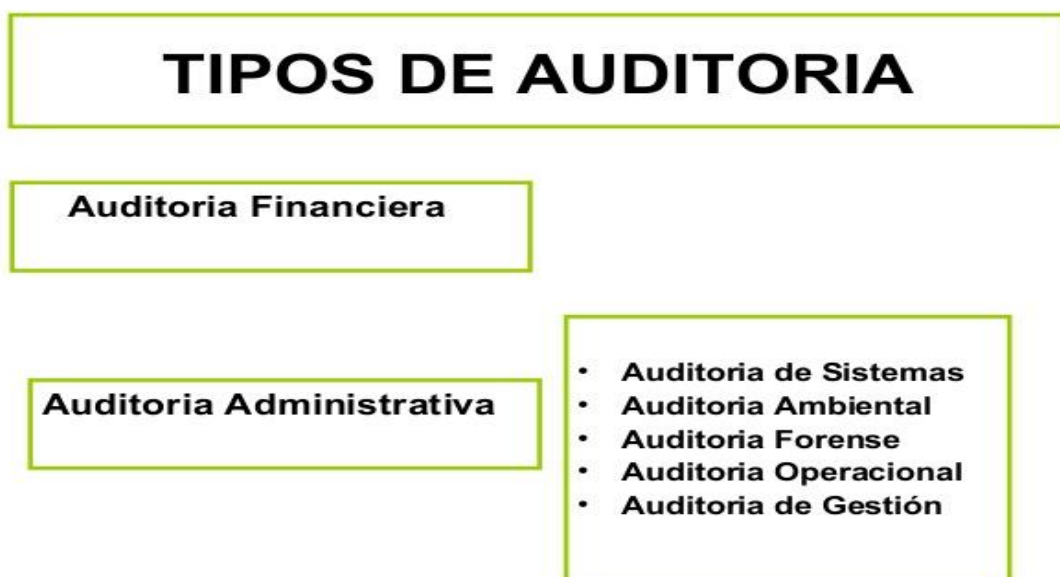 TIPOS DE AUDITORIA
Auditoria Financiera
Auditoria Administrativa
• Auditoria de Sistemas
• Auditoria Ambiental
• Auditoria Forense
• Auditoria Operacional
• Auditoria de Gestión